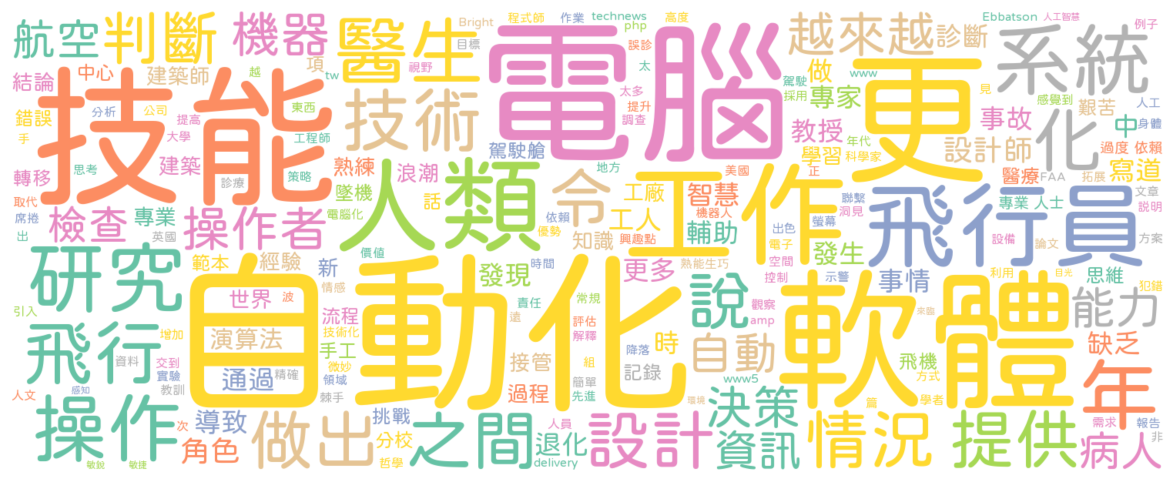 航空
判斷
機器
醫生
Bright
程式師
作業
technews
高度
電腦
越來越
診斷
Ebbatson
人工智慧
例子
系統
結論
中心
建築師
項
目標
視野
php
誤診
太
做
www
更
見
感覺到
艱苦
人工
技能
錯誤
分析
公司
越
tw
東西
技術
太多
提升
調查
駕駛
採用
專家
事故
化
中
身體
手
提高
大學
工程師
駕駛艙
教授
年代
設計師
過度
依賴
轉移
思考
建築
診療
策略
熟練
浪潮
地方
學習
科學家
正
醫療
FAA
拓展
寫道
取代
席捲
檢查
專業
操作者
墜機
話
人類
令
工廠
智慧
美國
工作
聯繫
洞見
飛行員
專業
人士
文章
說明
出
英國
電腦化
價值
依賴
優勢
工人
機器人
興趣點
輔助
螢幕
出色
電子
發生
設備
論文
方案
研究
範本
經驗
新
情感
發現
時間
知識
更多
空間
控制
熟能生巧
示警
事情
利用
目光
思維
犯錯
引入
世界
波
自動化
流程
責任
常規
說
觀察
amp
軟體
來臨
能力
飛行
增加
演算法
技術化
手工
微妙
遠
評估
解釋
時
自動
飛機
方式
缺乏
人文
資料
交到
實驗
教訓
感知
通過
精確
領域
棘手
接管
過程
組
簡單
先進
降落
記錄
www5
環境
篇
學者
年
操作
次
導致
角色
做出
挑戰
分校
哲學
之間
人員
退化
delivery
設計
決策
資訊
情況
提供
需求
報告
非
病人
敏銳
敏捷